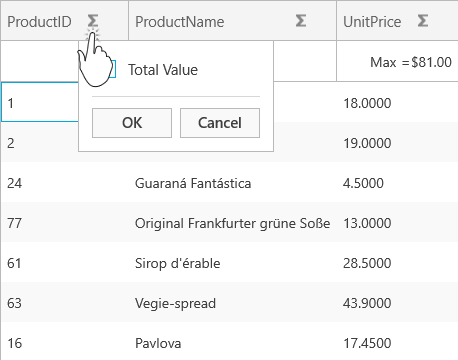 ProductID Σ ProductName Σ UnitPrice Σ
Max =$81.00
Total Value
OK Cancel
1 18.0000
2 19.0000
24 Guaraná Fantástica 4.5000
77 Original Frankfurter grüne Soße 13.0000
61 Sirop d'érable 28.5000
63 Vegie-spread 43.9000
16 Pavlova 17.4500